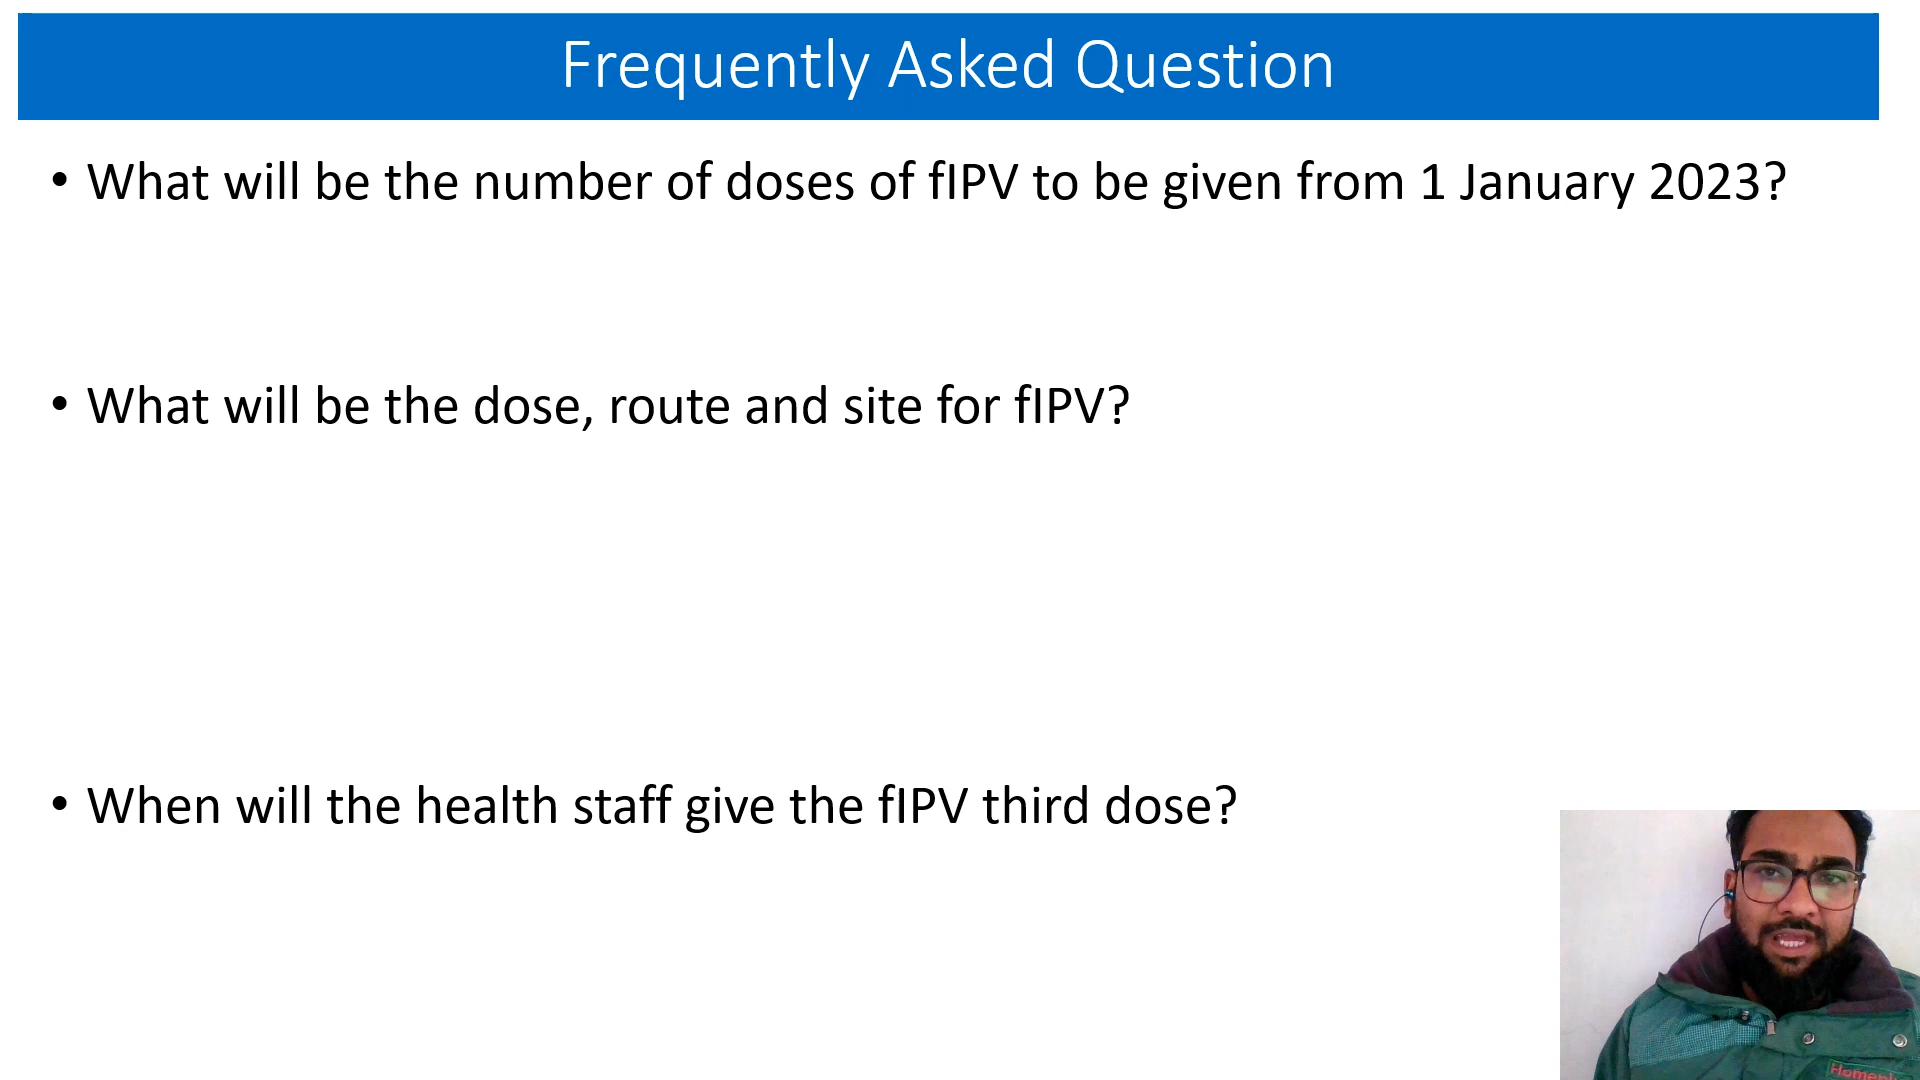 Frequently Asked Question
• What will be the number of doses of fIPV to be given from 1 January 2023?
• What will be the dose, route and site for fIPV?
• When will the health staff give the fIPV third dose?